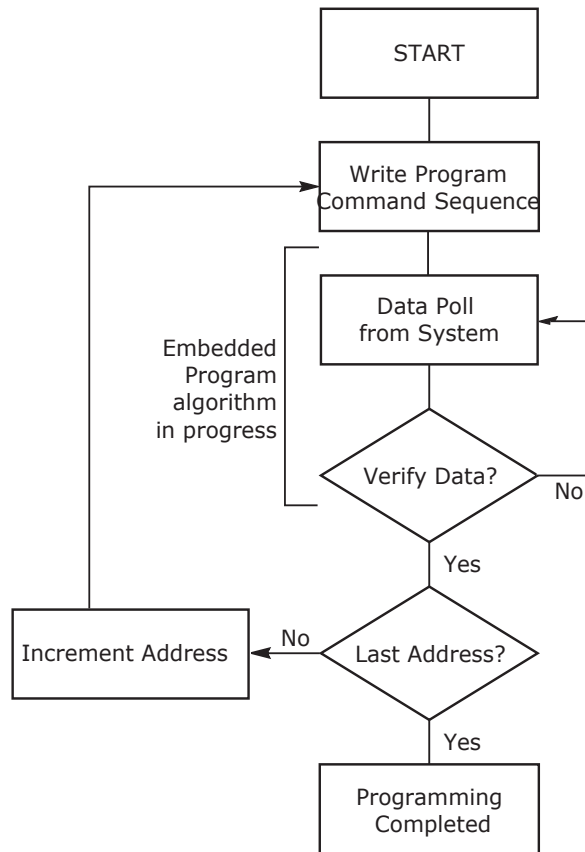 START
Write Program
Command Sequence
Data Poll
from System
Embedded
Program
algorithm
in progress
Verify Data?
No
Yes
Increment Address
No
Last Address?
Yes
Programming
Completed